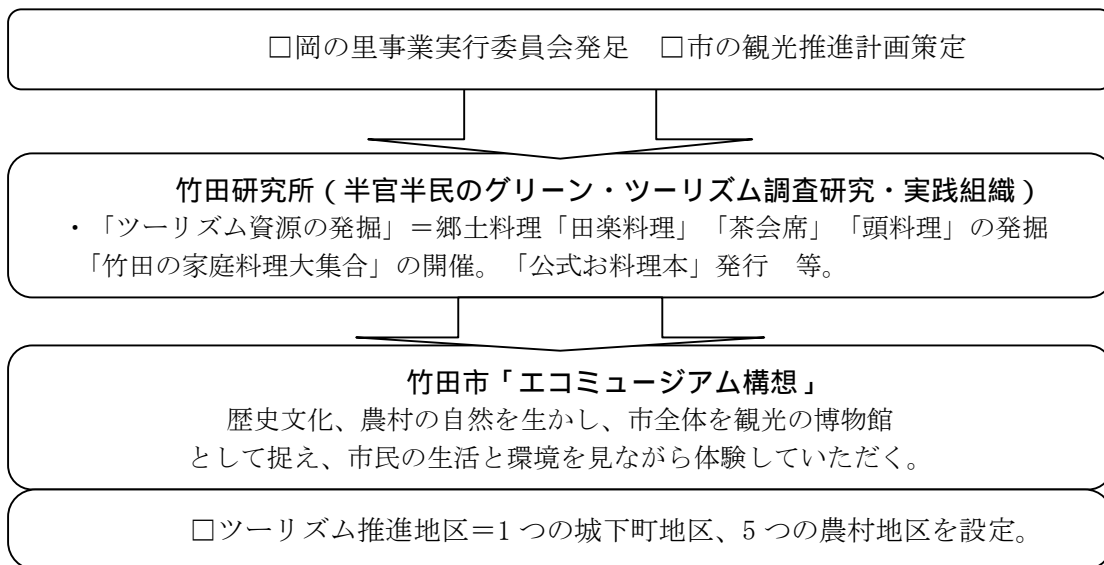 □岡の里事業実行委員会発足　□市の観光推進計画策定
竹田研究所（半官半民のグリーン・ツーリズム調査研究・実践組織）
・「ツーリズム資源の発掘」＝郷土料理「田楽料理」「茶会席」「頭料理」の発掘
「竹田の家庭料理大集合」の開催。「公式お料理本」発行　等。
竹田市「エコミュージアム構想」
歴史文化、農村の自然を生かし、市全体を観光の博物館
として捉え、市民の生活と環境を見ながら体験していただく。
□ツーリズム推進地区＝1つの城下町地区、5つの農村地区を設定。